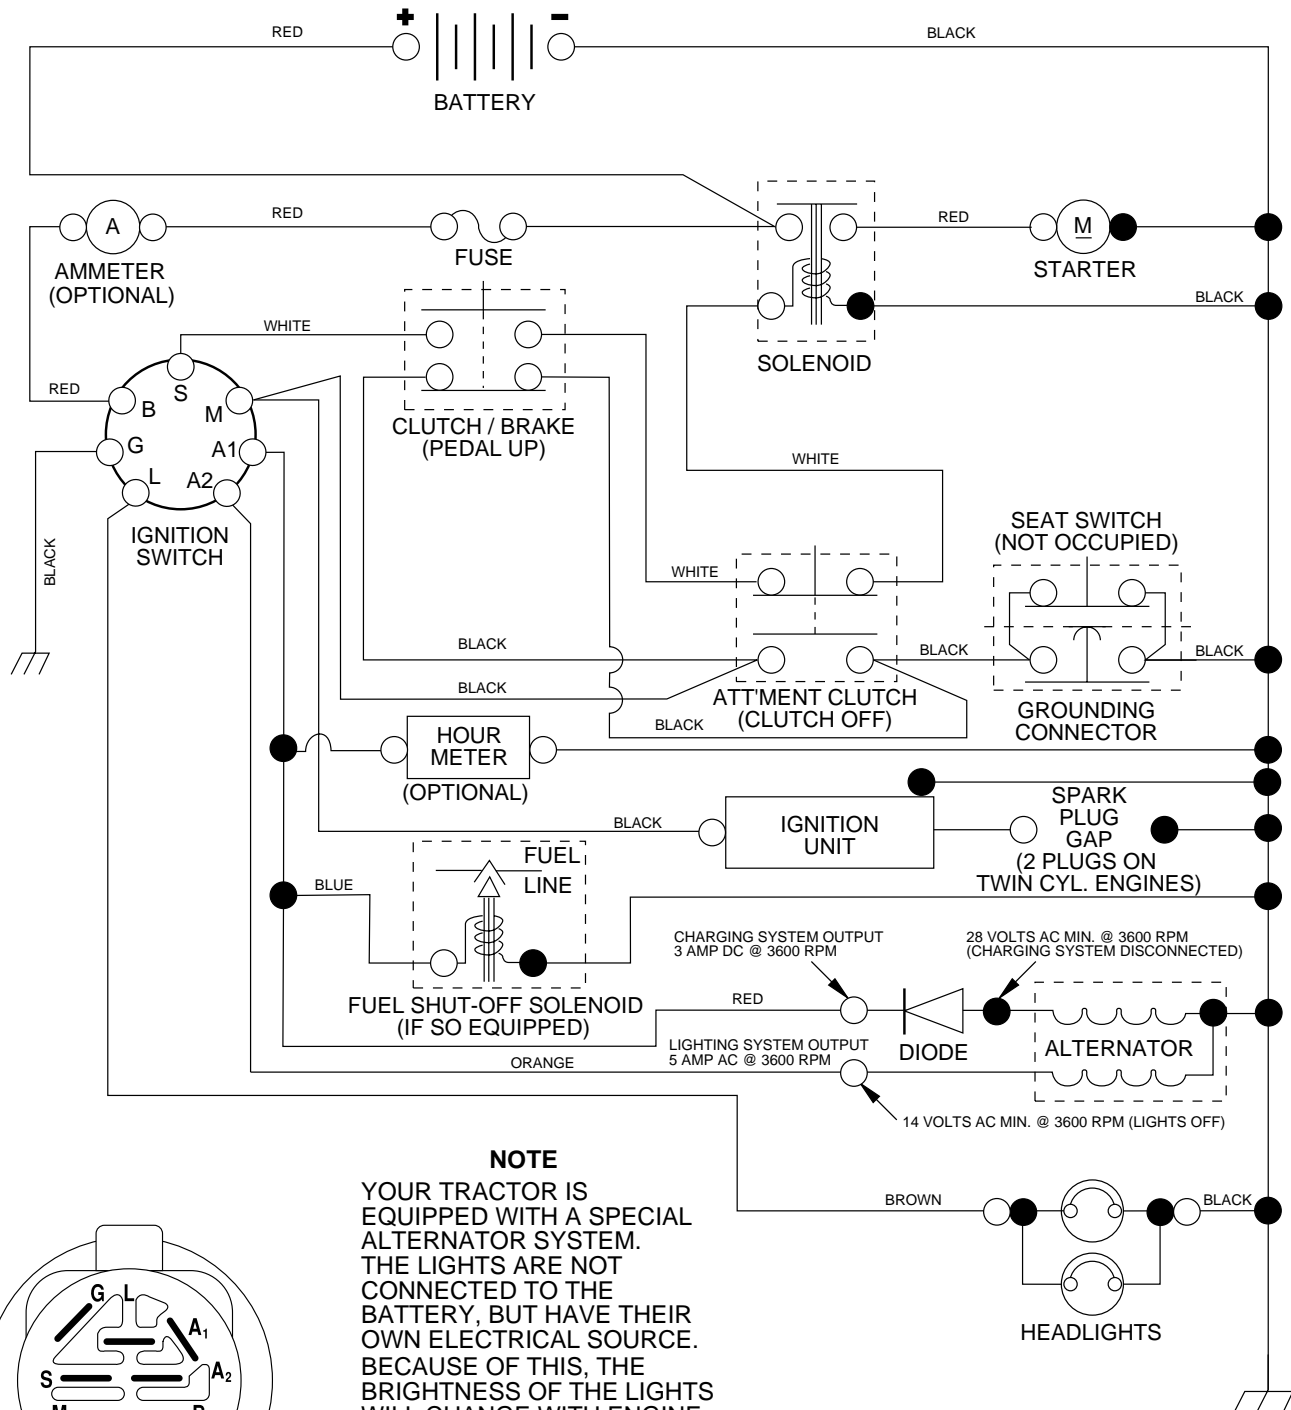 RED
+
-
BLACK
BATTERY
RED
A
AMMETER
(OPTIONAL)
FUSE
RED
M
STARTER
BLACK
SOLENOID
WHITE
CLUTCH / BRAKE
(PEDAL UP)
RED
S
B
M
G
A1
L
A2
IGNITION
SWITCH
BLACK
WHITE
SEAT SWITCH
(NOT OCCUPIED)
WHITE
BLACK
BLACK
BLACK
BLACK
ATT'MENT CLUTCH
(CLUTCH OFF)
BLACK
GROUNDING
CONNECTOR
HOUR
METER
(OPTIONAL)
BLACK
IGNITION
UNIT
SPARK
PLUG
GAP
(2 PLUGS ON
TWIN CYL. ENGINES)
FUEL
LINE
BLUE
FUEL SHUT-OFF SOLENOID
(IF SO EQUIPPED)
CHARGING SYSTEM OUTPUT
3 AMP DC @ 3600 RPM
28 VOLTS AC MIN. @ 3600 RPM
(CHARGING SYSTEM DISCONNECTED)
RED
DIODE
ALTERNATOR
ORANGE
LIGHTING SYSTEM OUTPUT
5 AMP AC @ 3600 RPM
14 VOLTS AC MIN. @ 3600 RPM (LIGHTS OFF)
BROWN
BLACK
HEADLIGHTS
NOTE
YOUR TRACTOR IS
EQUIPPED WITH A SPECIAL
ALTERNATOR SYSTEM.
THE LIGHTS ARE NOT
CONNECTED TO THE
BATTERY, BUT HAVE THEIR
OWN ELECTRICAL SOURCE.
BECAUSE OF THIS, THE
BRIGHTNESS OF THE LIGHTS
WILL CHANGE WITH ENGINE
G
L
A1
S
A2
M
B